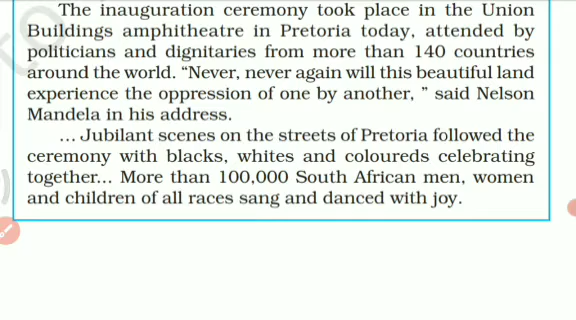 The inauguration ceremony took place in the Union
Buildings amphitheatre in Pretoria today, attended by
politicians and dignitaries from more than 140 countries
around the world. “Never, never again will this beautiful land
experience the oppression of one by another, ” said Nelson
Mandela in his address.
... Jubilant scenes on the streets of Pretoria followed the
ceremony with blacks, whites and coloureds celebrating
together... More than 100,000 South African men, women
and children of all races sang and danced with joy.